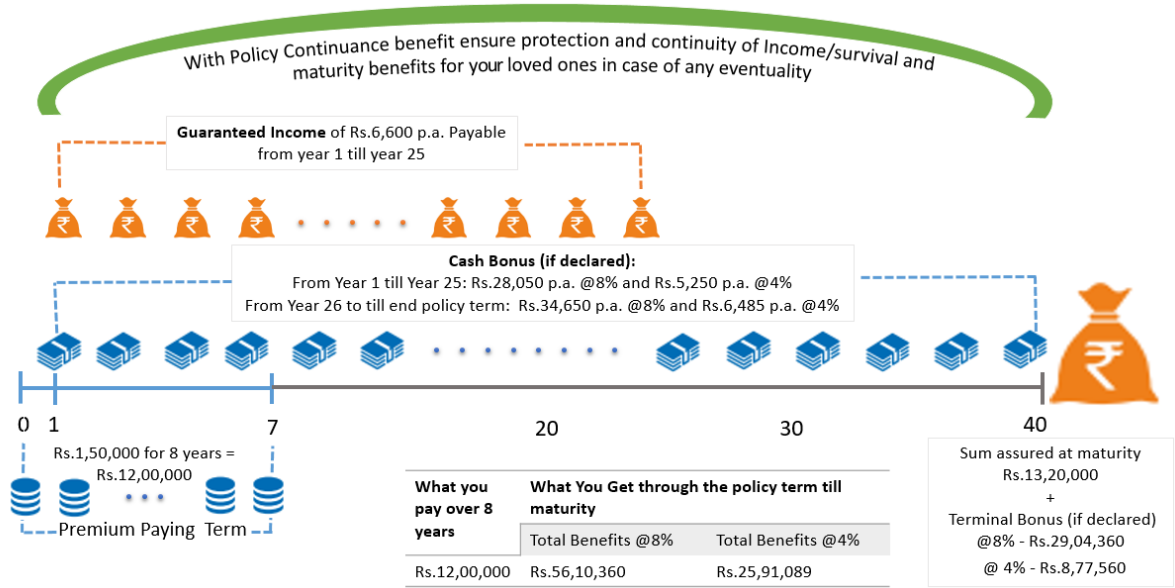 With Policy Continuance benefit ensure protection and continuity of Income/survival and
maturity benefits for your loved ones in case of any eventuality
Guaranteed Income of Rs.6,600 p.a. Payable
from year 1 till year 25
₹ ₹ ₹ ₹ ₹ ₹ ₹ ₹
Cash Bonus (if declared):
From Year 1 till Year 25: Rs.28,050 p.a. @8% and Rs.5,250 p.a. @4%
From Year 26 to till end policy term: Rs.34,650 p.a. @8% and Rs.6,485 p.a. @4%
₹
0 1 7 20 30 40
Rs.1,50,000 for 8 years =
Rs.12,00,000
Premium Paying Term
What you
pay over 8
years
What You Get through the policy term till
maturity
Total Benefits @8% Total Benefits @4%
Rs.12,00,000 Rs.56,10,360 Rs.25,91,089
Sum assured at maturity
Rs.13,20,000
+
Terminal Bonus (if declared)
@8% - Rs.29,04,360
@ 4% - Rs.8,77,560